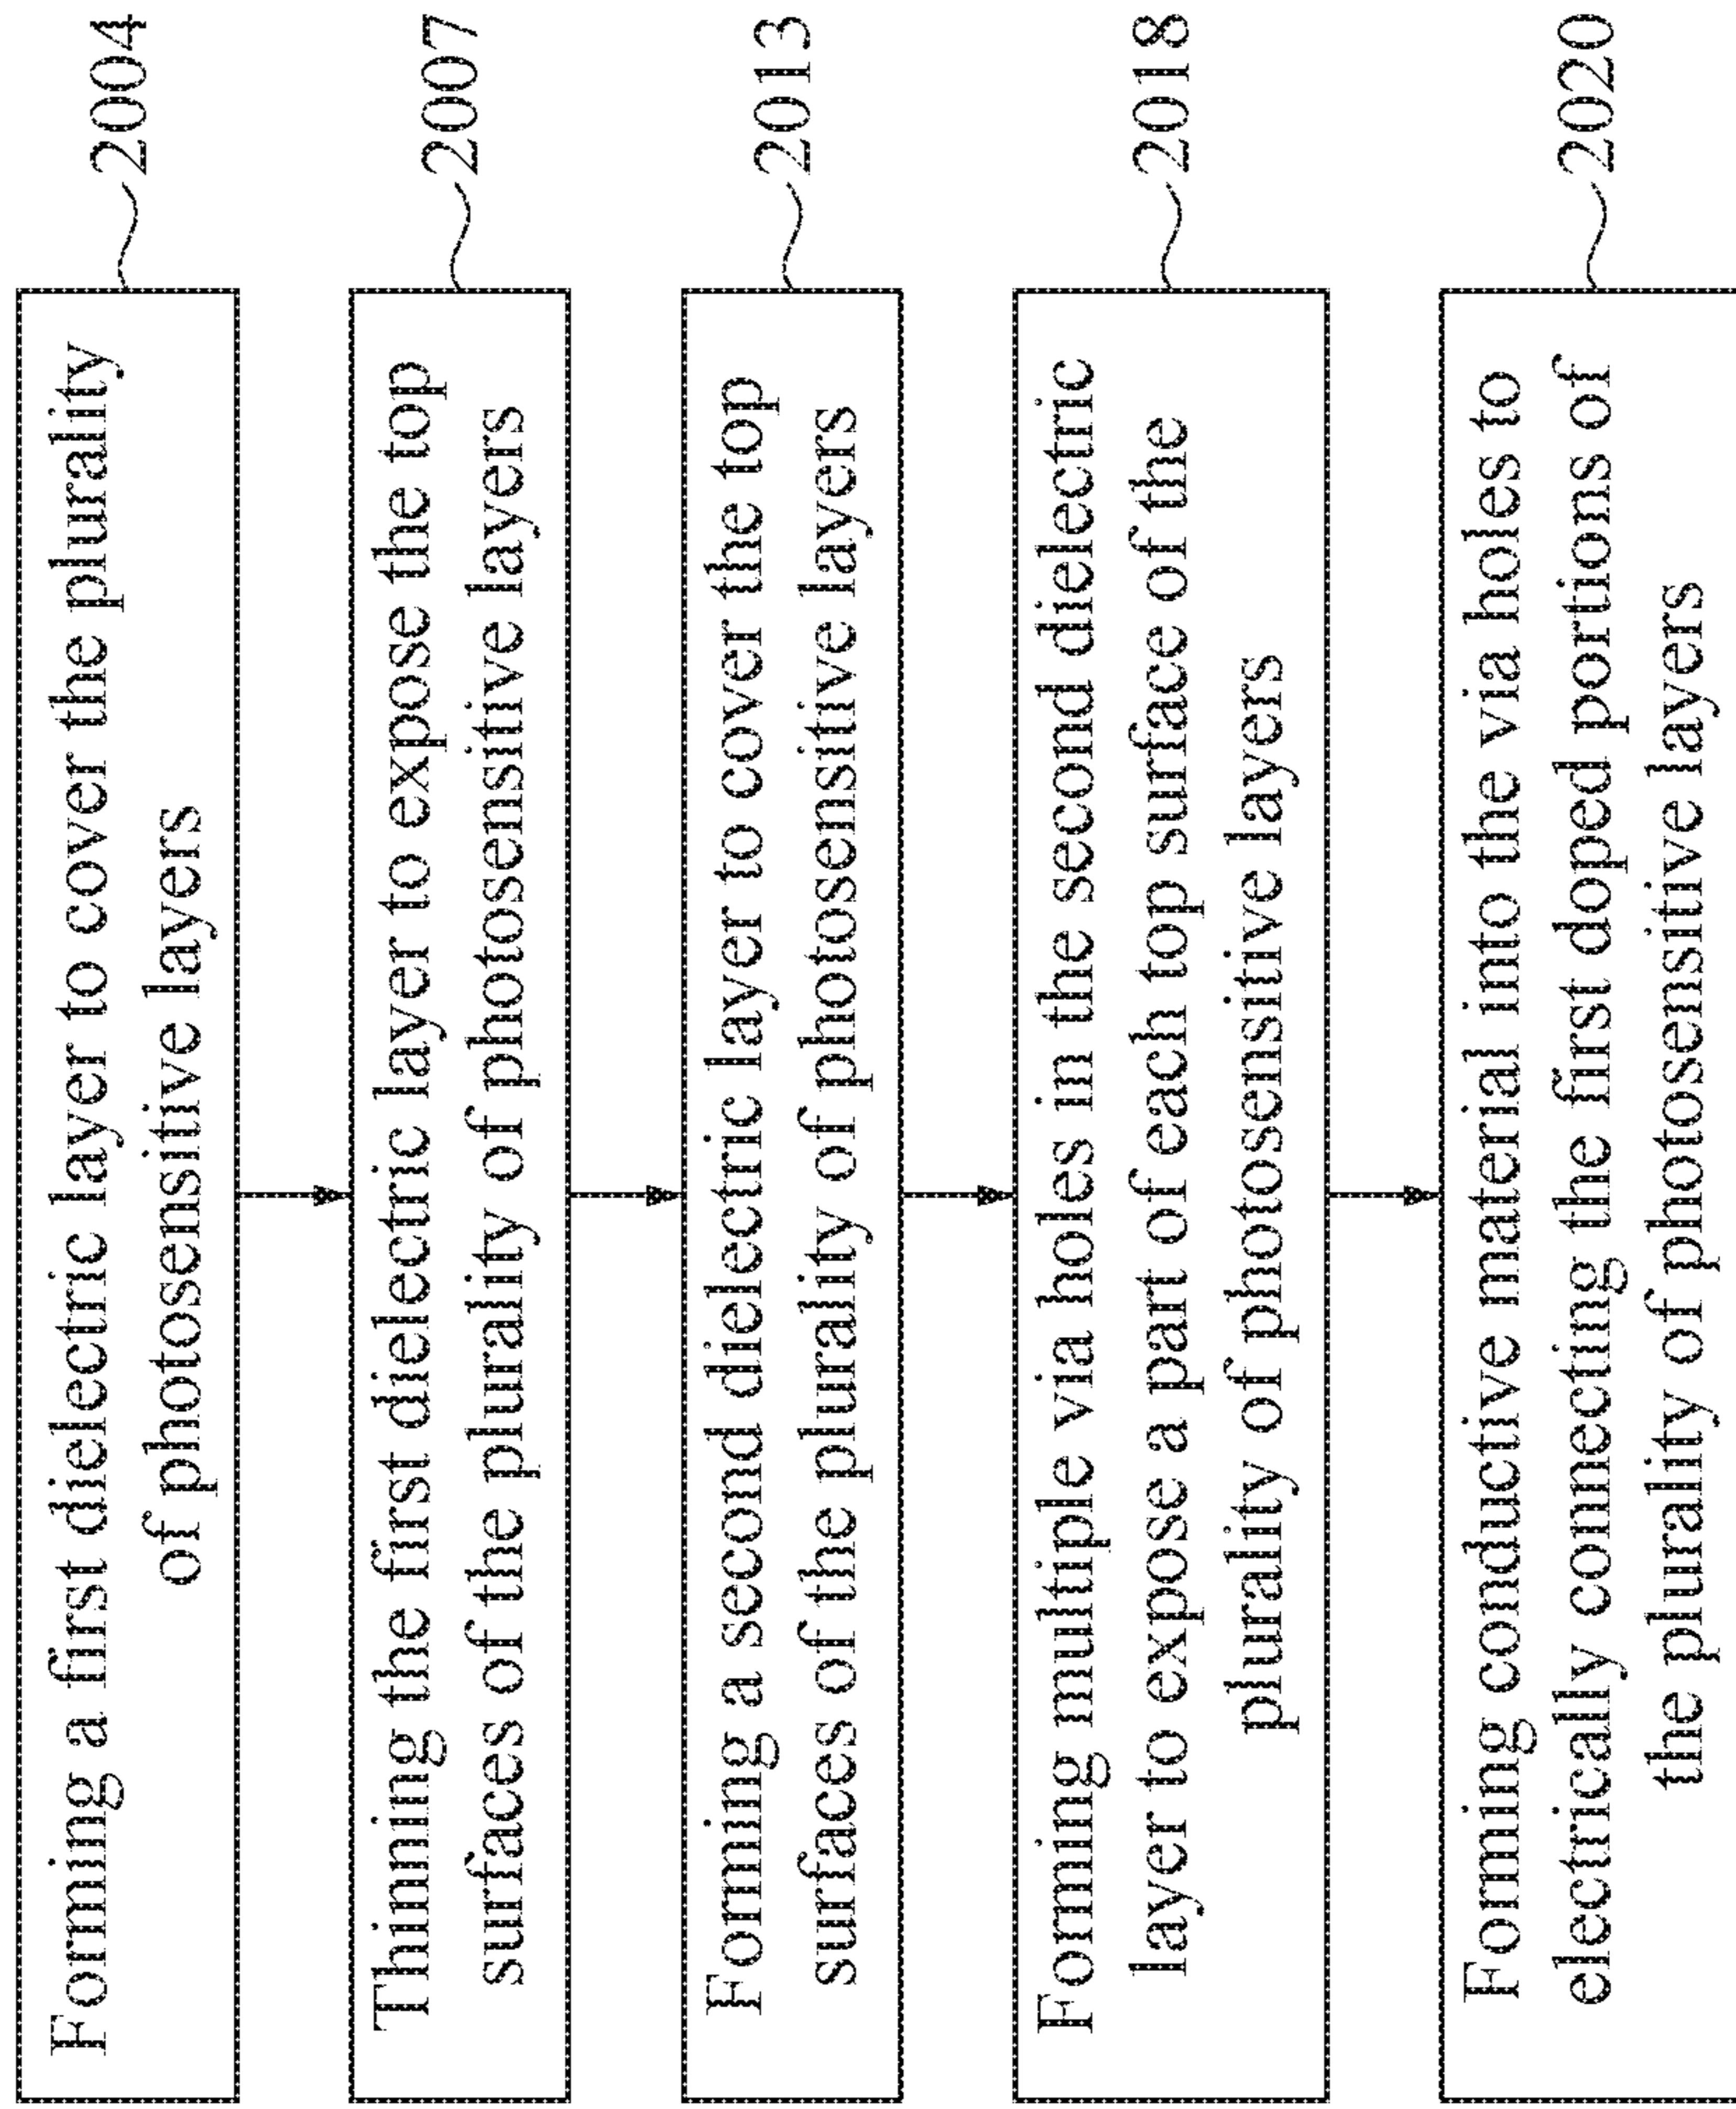 Forming a first dielectric layer to cover the plurality
of photosensitive layers
2004
Thinning the first dielectric layer to expose the top
surfaces of the plurality of photosensitive layers
2007
Forming a second dielectric layer to cover the top
surfaces of the plurality of photosensitive layers
2013
Forming multiple via holes in the second dielectric
layer to expose a part of each top surface of the
plurality of photosensitive layers
2018
Forming conductive material into the via holes to
electrically connecting the first doped portions of
the plurality of photosensitive layers
2020